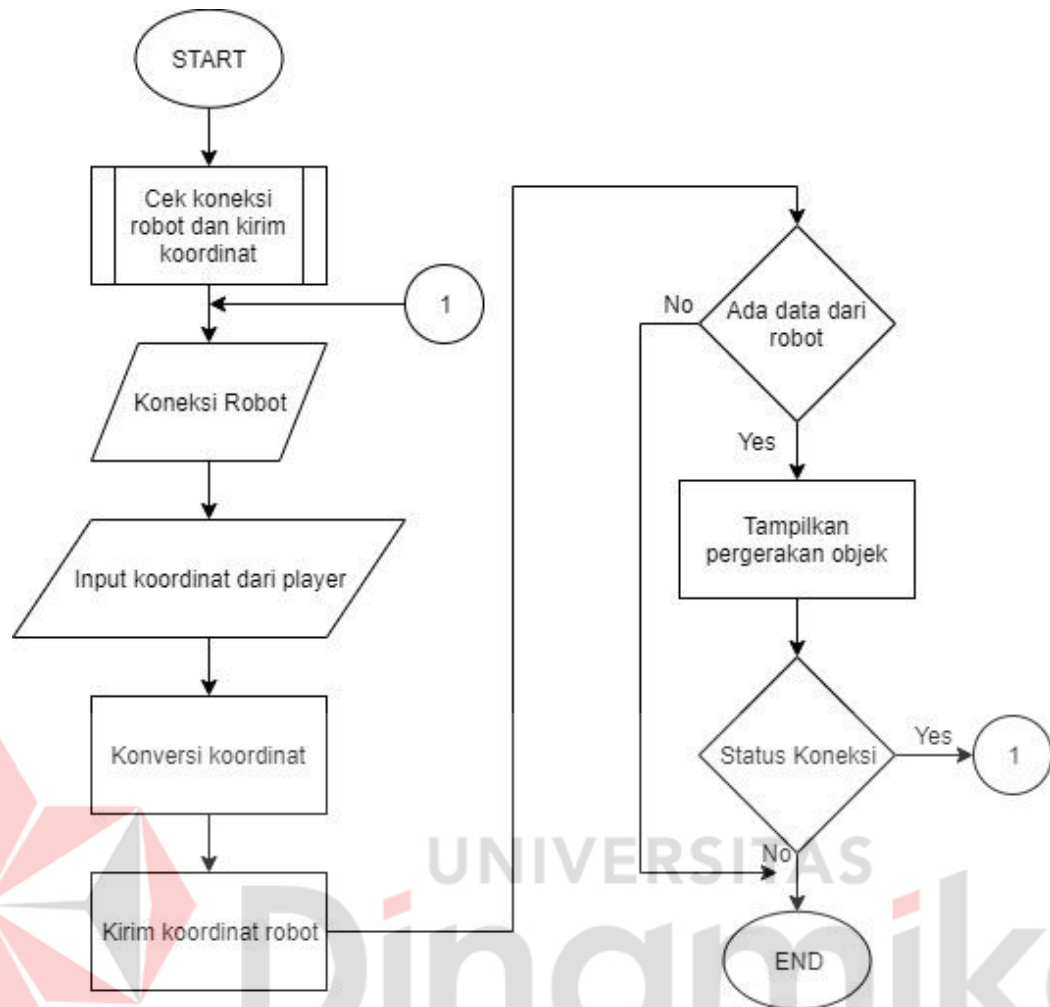 START
Cek koneksi
robot dan kirim
koordinat
1
Koneksi Robot
Input koordinat dari player
Konversi koordinat
Kirim koordinat robot
Ada data dari
robot
No
Yes
Tampilkan
pergerakan objek
Status Koneksi
Yes
1
No
END
UNIVERSITAS
Dinamika